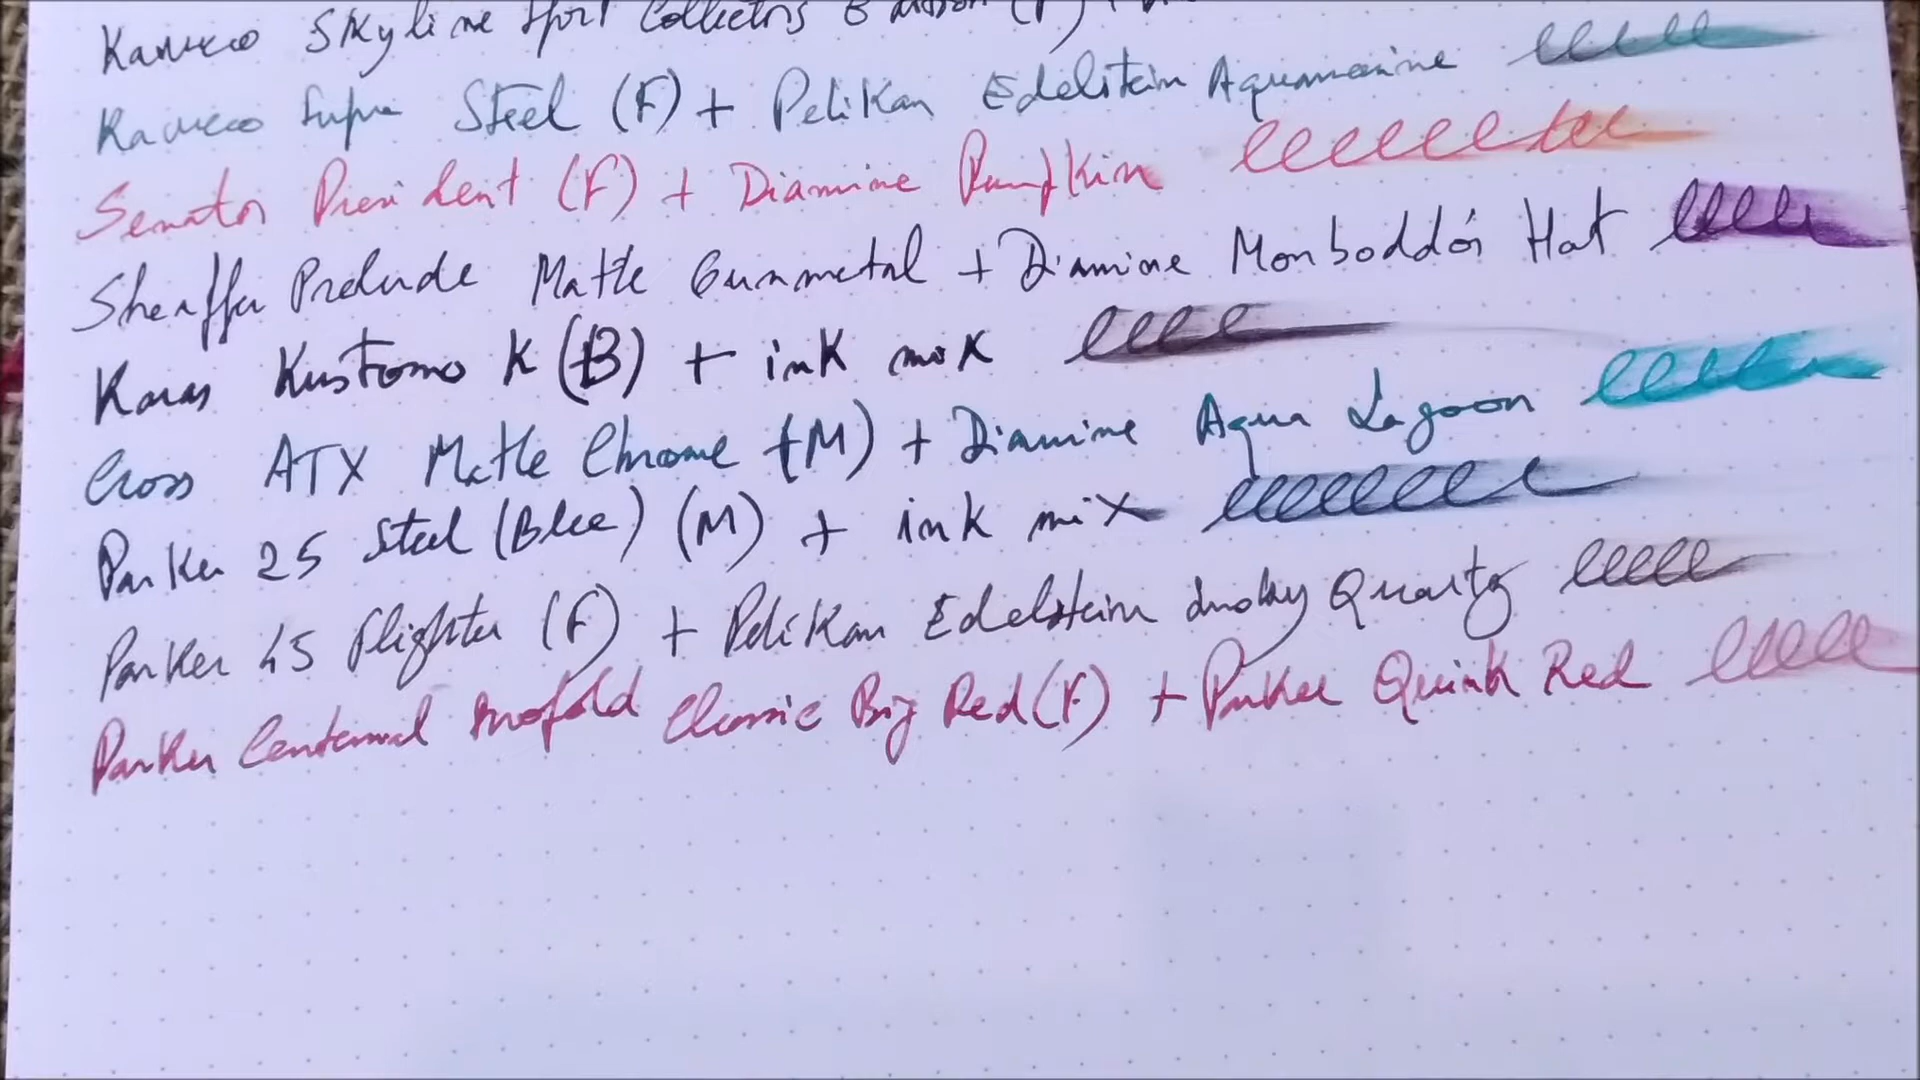 Kaweco Skyline Sport Collectors Edition (F) +
Kaweco Supra Steel (F) + Pelikan Edelstein Aquamarine
Senator President (F) + Diamine Pumpkin
Sheaffer Prelude Matte Gunmetal + Diamine Monboddo's Hat
Karas Kustoms K (B) + ink mix
Cross ATX Matte Chrome (M) + Diamine Aqua Lagoon
Parker 25 Steel (Blue) (M) + ink mix
Parker 45 Flighter (F) + Pelikan Edelstein Smoky Quartz
Parker Centennial Duofold Classic Big Red (F) + Parker Quink Red